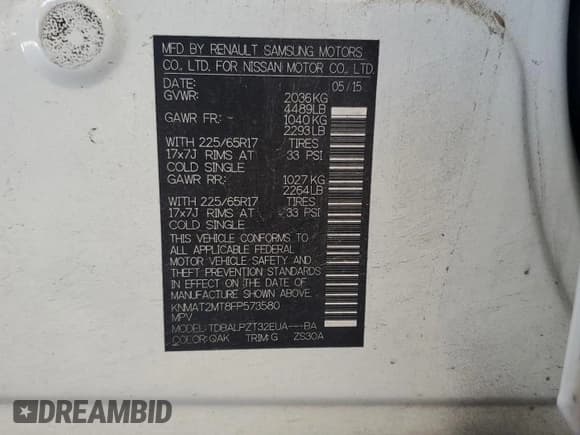 MFD BY RENAULT SAMSUNG MOTORS
CO., LTD. FOR NISSAN MOTOR CO., LTD.
DATE: 05/15
GVWR: 2036KG
4489LB
GAWR FR: 1040KG
2293LB
WITH 225/65R17 TIRES
17x7J RIMS AT 33 PSI
COLD SINGLE
GAWR RR: 1027 KG
2264LB
WITH 225/65R17 TIRES
17x7J RIMS AT 33 PSI
COLD SINGLE
THIS VEHICLE CONFORMS TO
ALL APPLICABLE FEDERAL
MOTOR VEHICLE SAFETY AND
THEFT PREVENTION STANDARDS
IN EFFECT ON THE DATE OF
MANUFACTURE SHOWN ABOVE.
KNMAT2MT8FP573580
MPV
MODEL: TDBALPZT32EUA---BA
COLOR: QAK TRIM: G ZS30A
DREAMBID